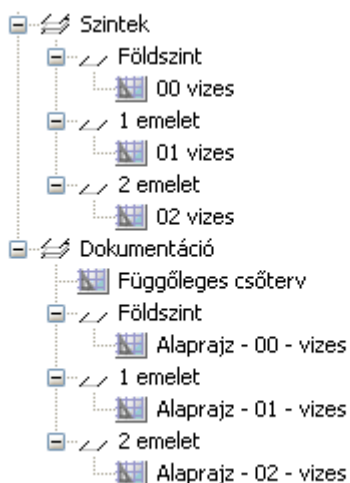 Szintek
Földszint
00 vizes
1 emelet
01 vizes
2 emelet
02 vizes
Dokumentáció
Függőleges csőterv
Földszint
Alaprajz - 00 - vizes
1 emelet
Alaprajz - 01 - vizes
2 emelet
Alaprajz - 02 - vizes